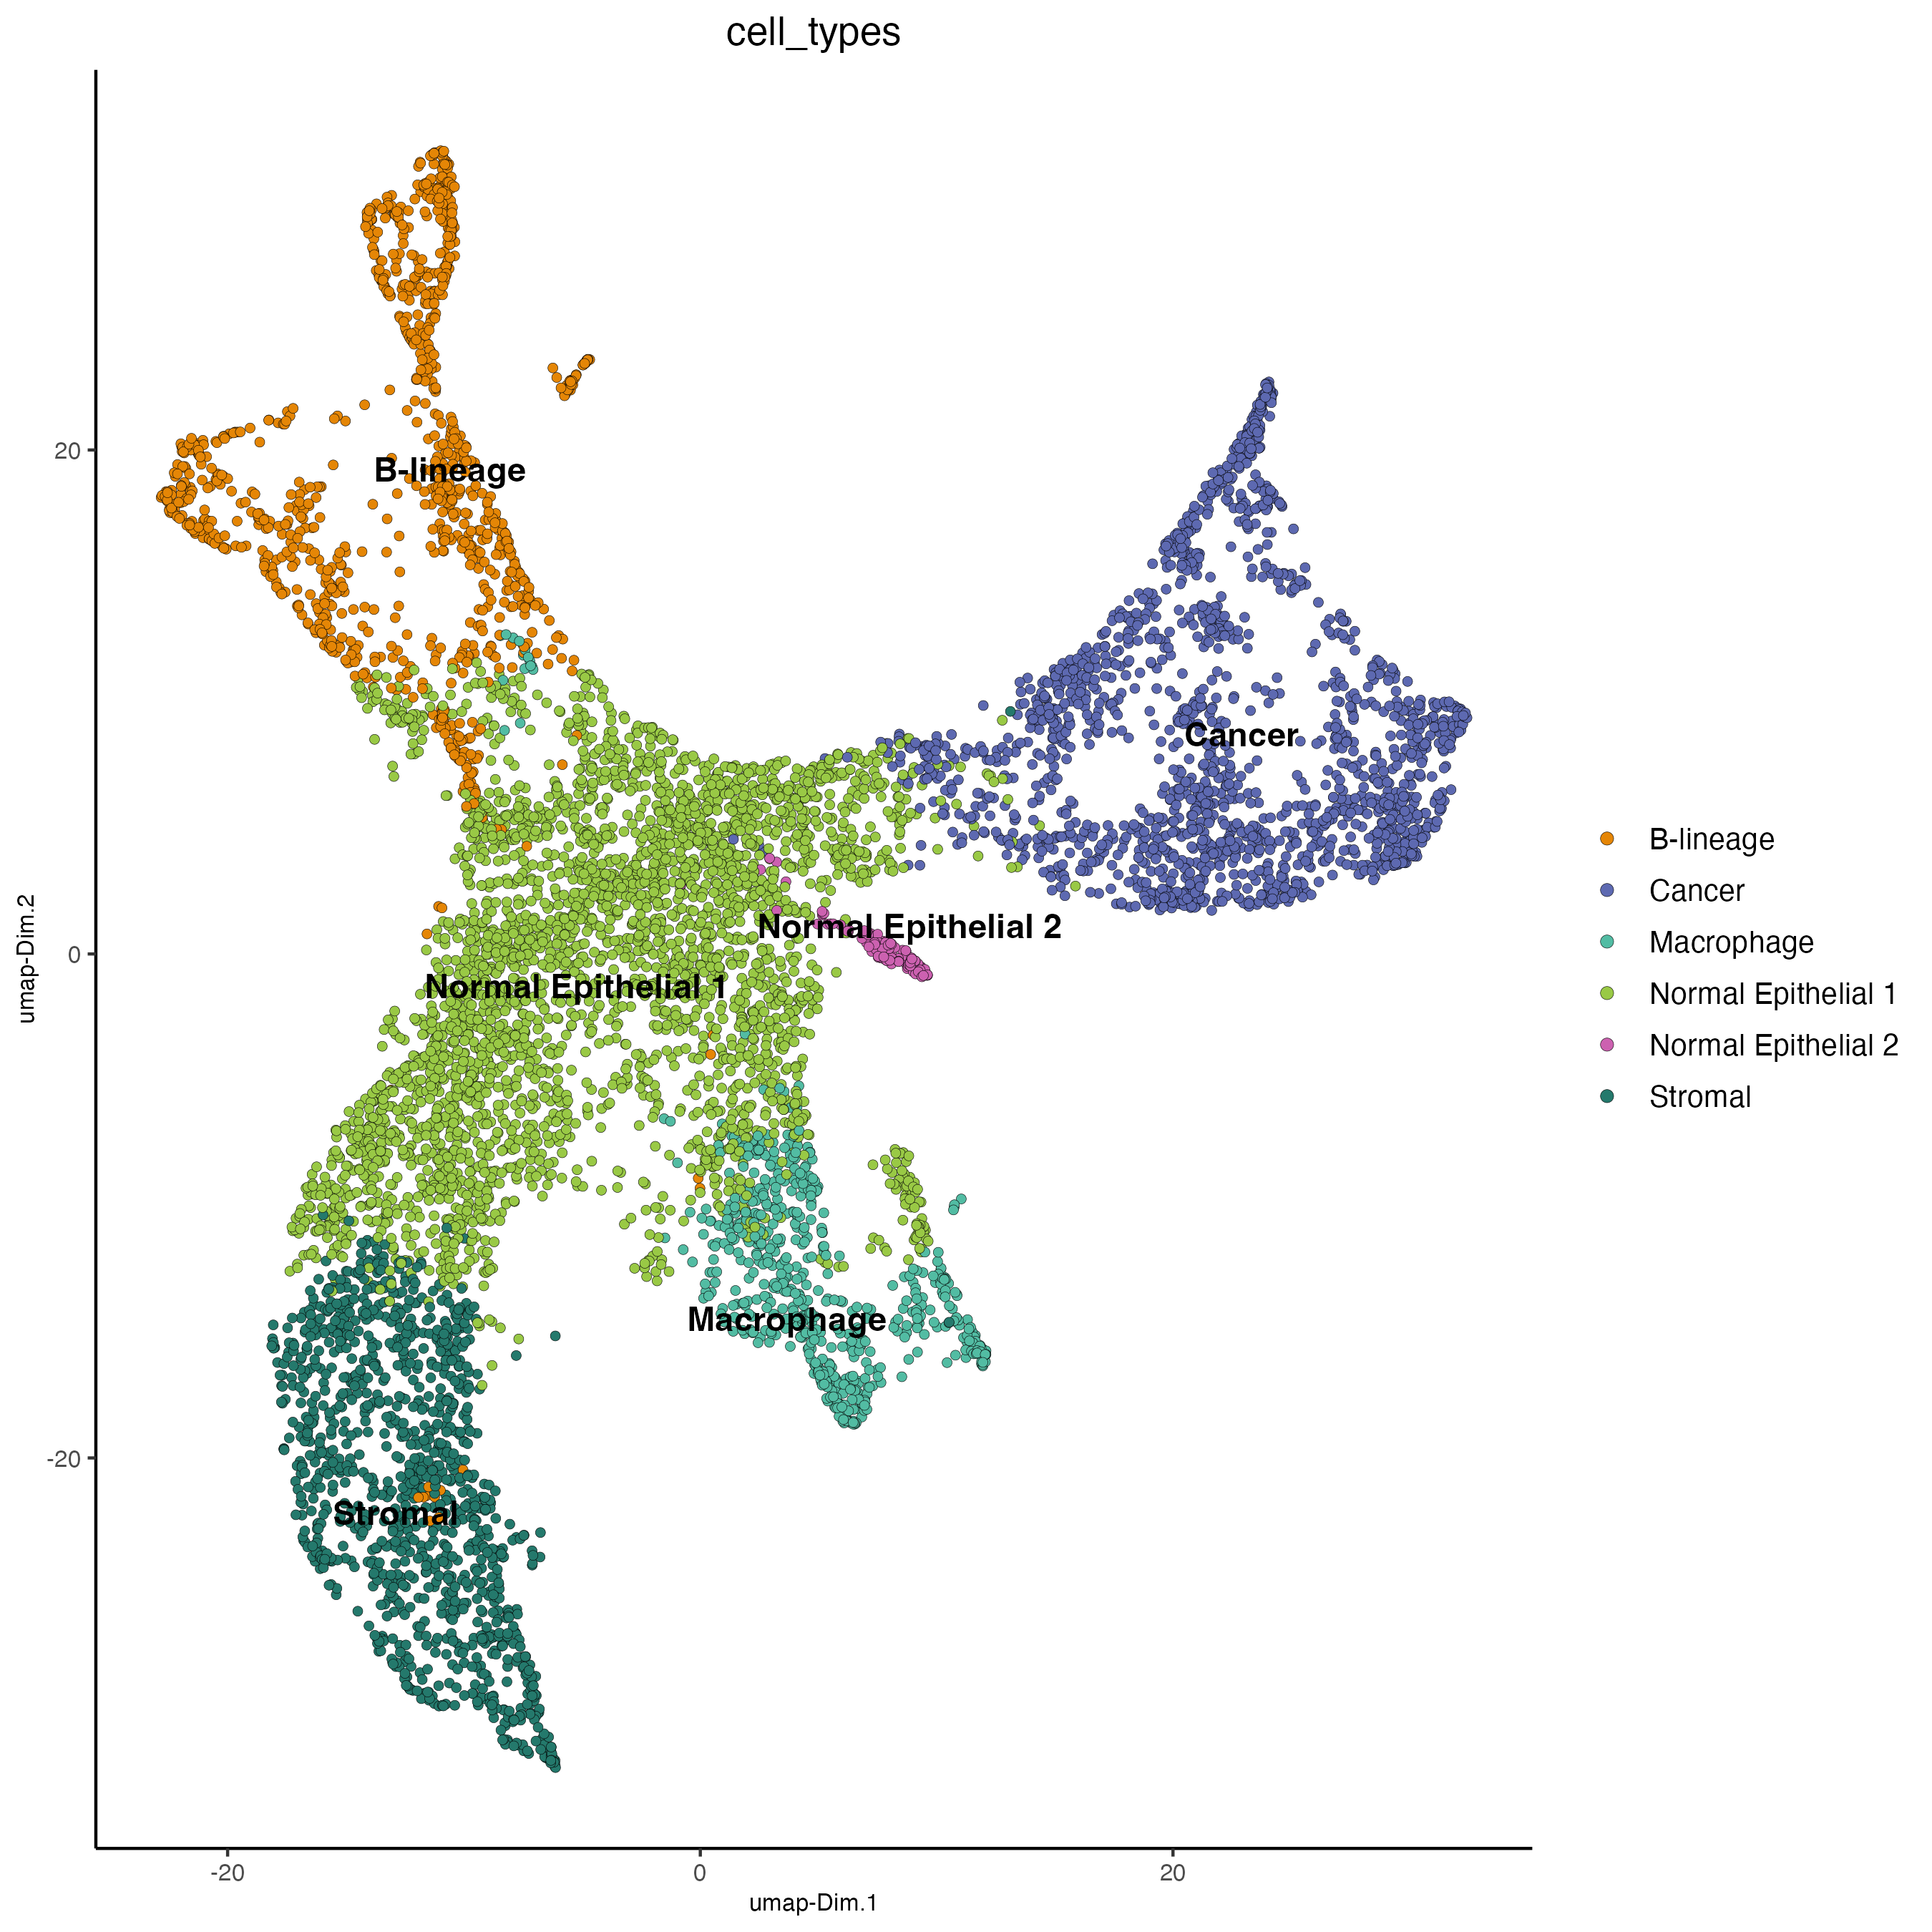 cell_types
20
0
-20
umap-Dim.2
B-lineage
Cancer
Normal Epithelial 2
Normal Epithelial 1
Macrophage
Stromal
-20
0
20
umap-Dim.1
B-lineage
Cancer
Macrophage
Normal Epithelial 1
Normal Epithelial 2
Stromal